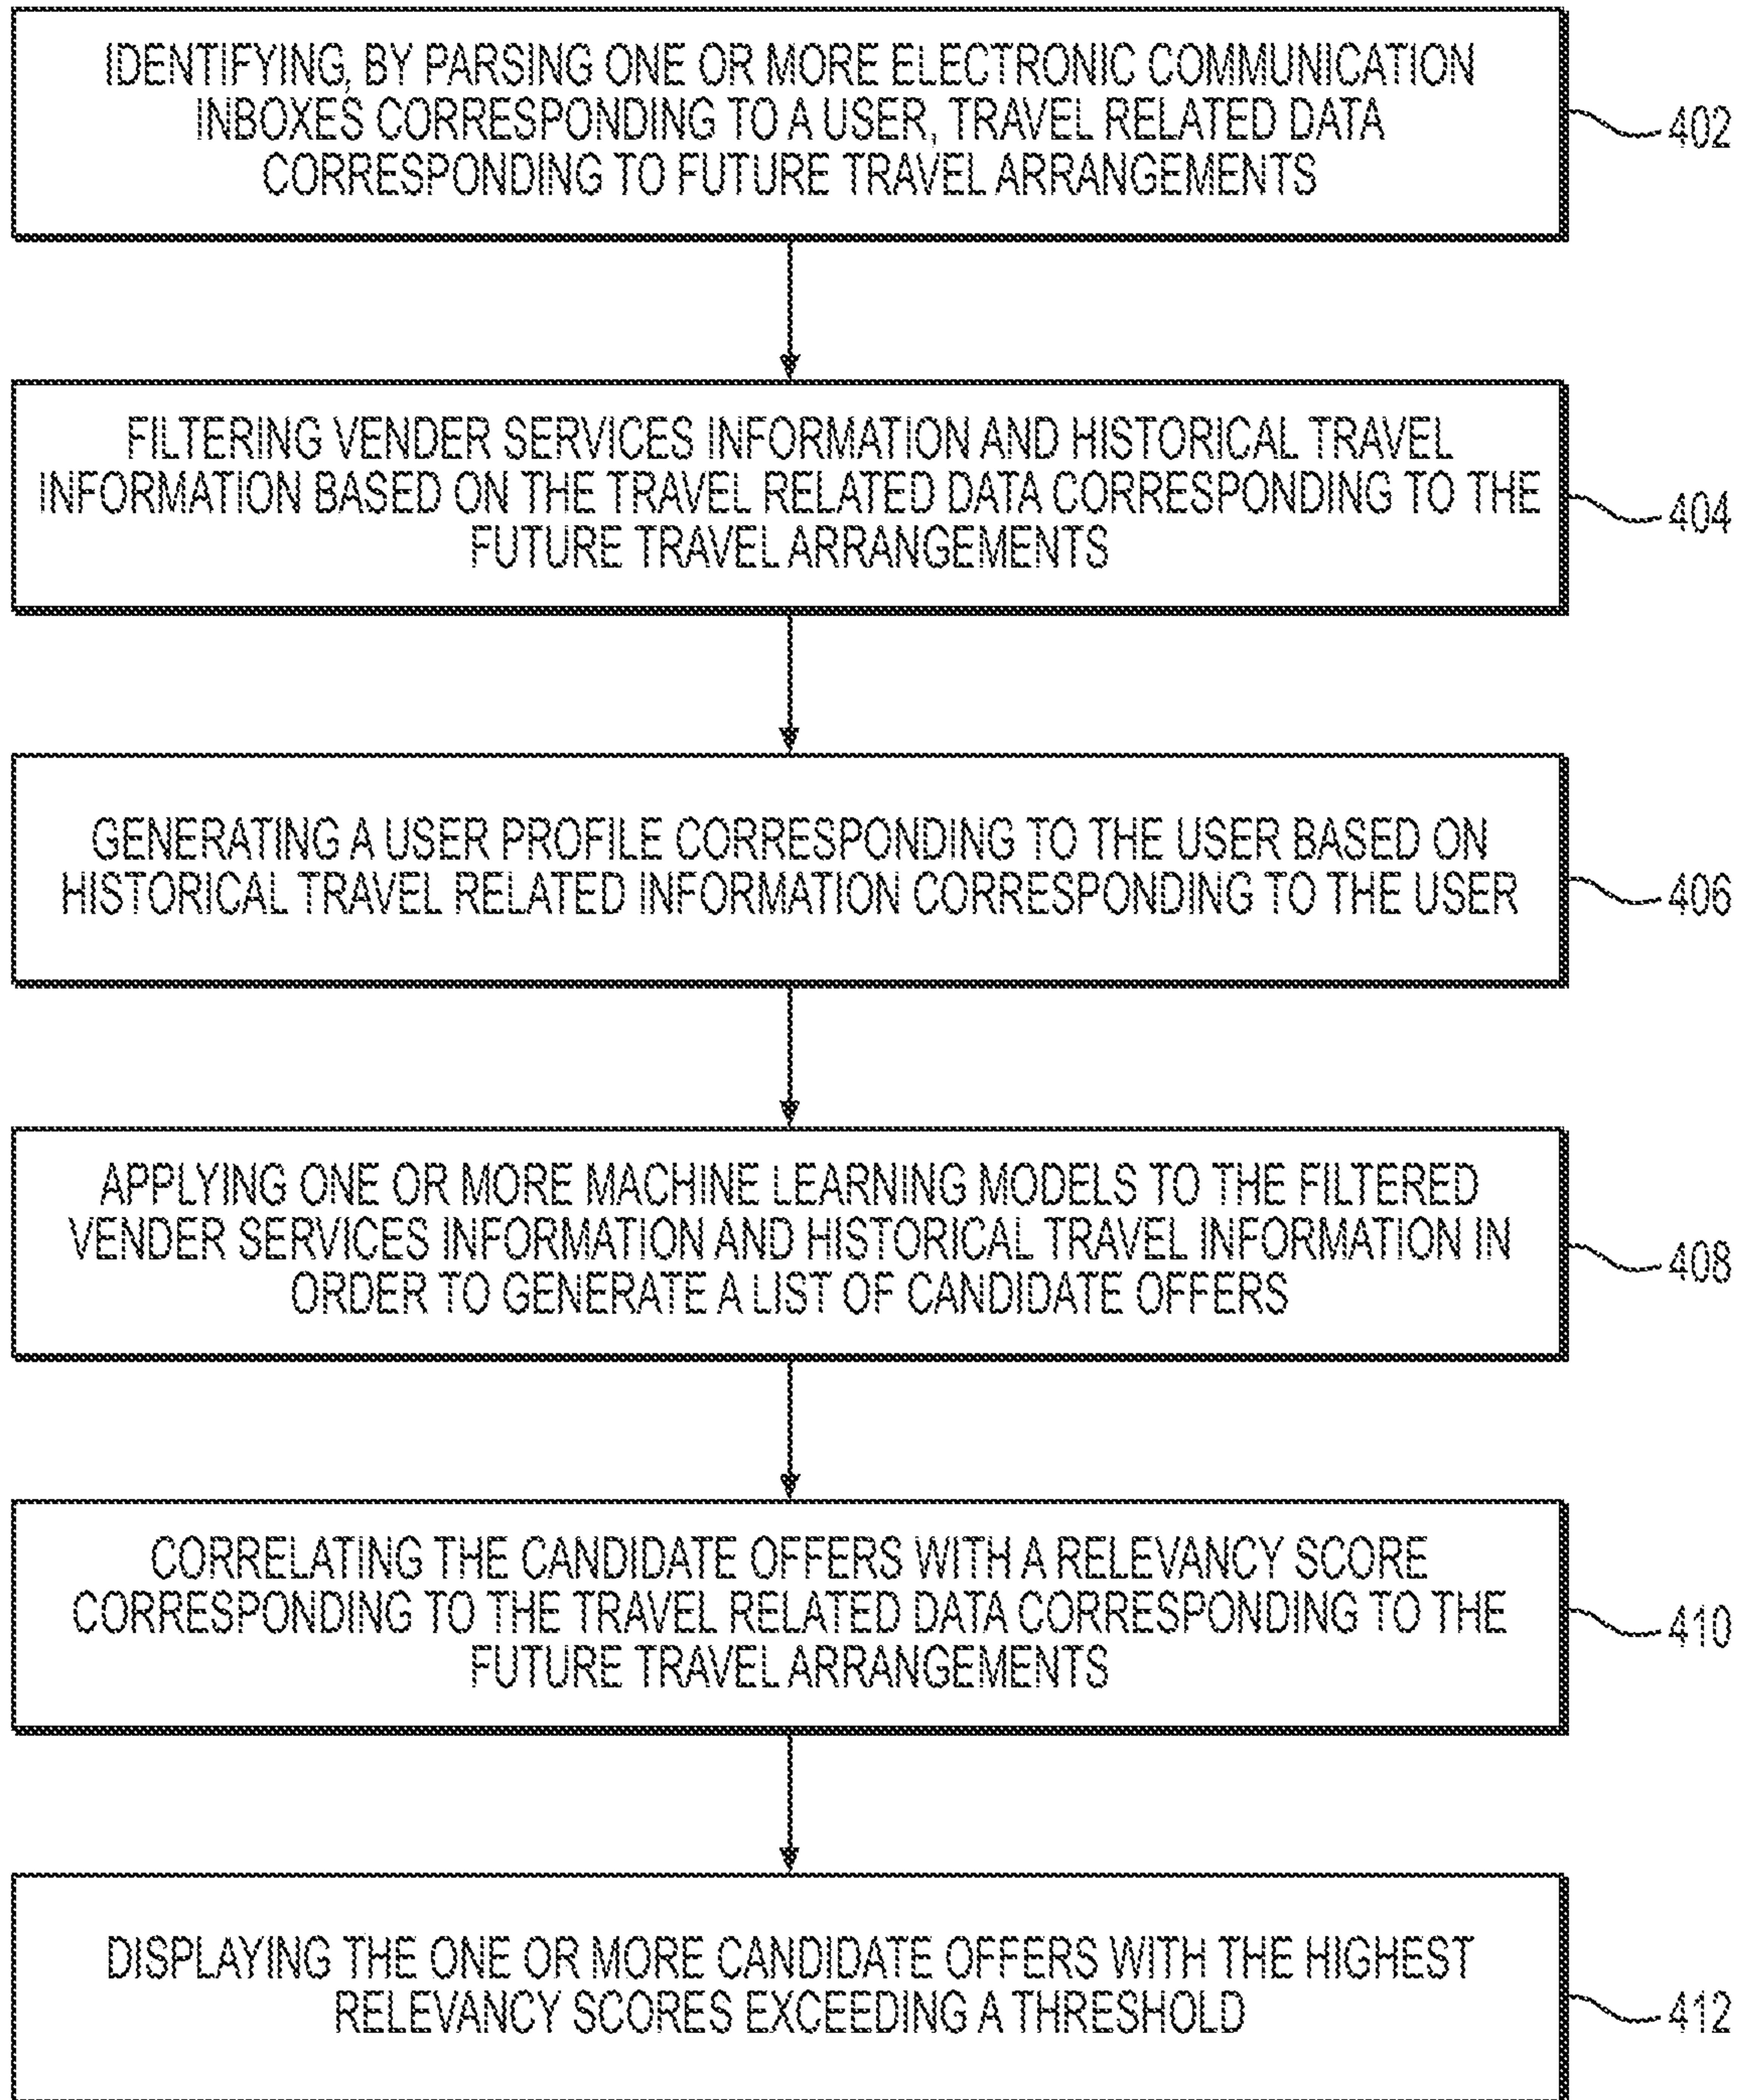 IDENTIFYING, BY PARSING ONE OR MORE ELECTRONIC COMMUNICATION
INBOXES CORRESPONDING TO A USER, TRAVEL RELATED DATA
CORRESPONDING TO FUTURE TRAVEL ARRANGEMENTS
402
FILTERING VENDER SERVICES INFORMATION AND HISTORICAL TRAVEL
INFORMATION BASED ON THE TRAVEL RELATED DATA CORRESPONDING TO THE
FUTURE TRAVEL ARRANGEMENTS
404
GENERATING A USER PROFILE CORRESPONDING TO THE USER BASED ON
HISTORICAL TRAVEL RELATED INFORMATION CORRESPONDING TO THE USER
406
APPLYING ONE OR MORE MACHINE LEARNING MODELS TO THE FILTERED
VENDER SERVICES INFORMATION AND HISTORICAL TRAVEL INFORMATION IN
ORDER TO GENERATE A LIST OF CANDIDATE OFFERS
408
CORRELATING THE CANDIDATE OFFERS WITH A RELEVANCY SCORE
CORRESPONDING TO THE TRAVEL RELATED DATA CORRESPONDING TO THE
FUTURE TRAVEL ARRANGEMENTS
410
DISPLAYING THE ONE OR MORE CANDIDATE OFFERS WITH THE HIGHEST
RELEVANCY SCORES EXCEEDING A THRESHOLD
412